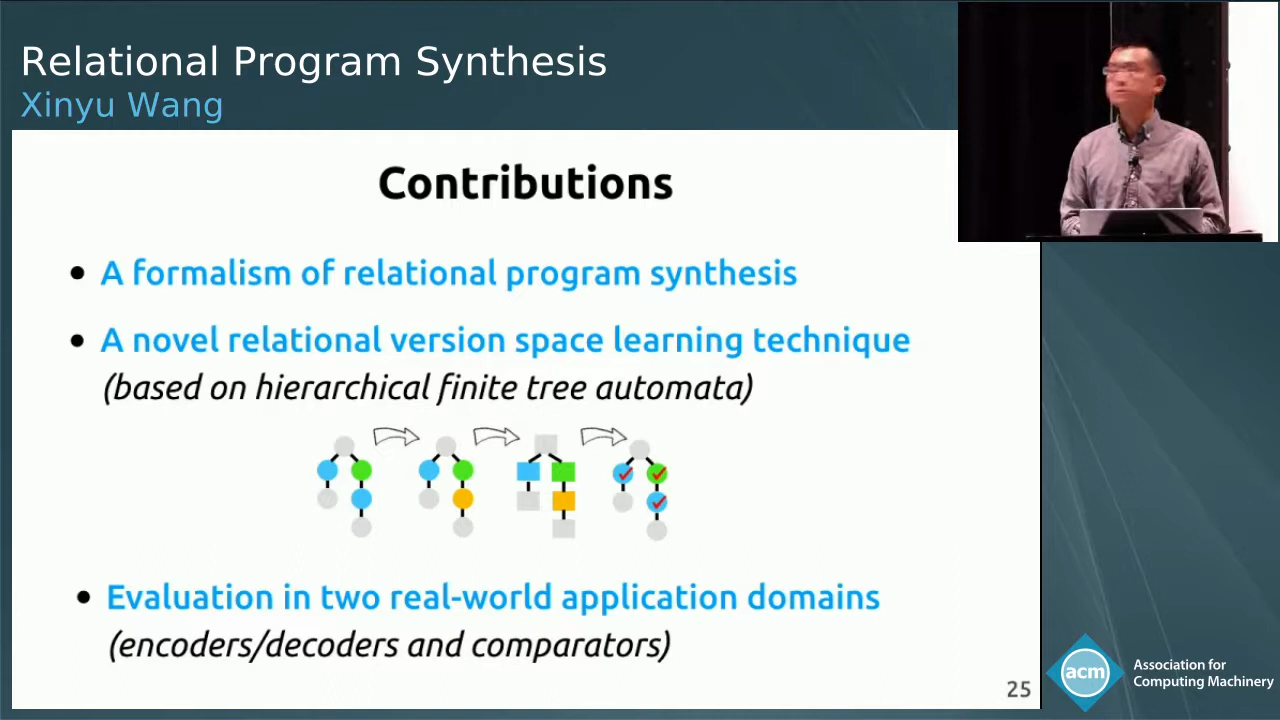 Relational Program Synthesis
Xinyu Wang
Contributions
• A formalism of relational program synthesis
• A novel relational version space learning technique
(based on hierarchical finite tree automata)
• Evaluation in two real-world application domains
(encoders/decoders and comparators)
25
acm
Association for
Computing Machinery